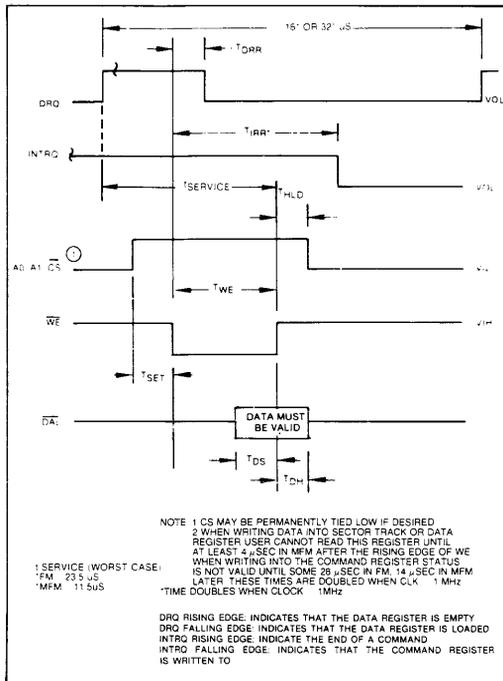 16* OR 32* µS
TDRR
DRQ
VOL
TIRR*
INTRQ
TSERVICE
THLD
VOL
1
A0 A1 CS
TWE
WE
VIH
TSET
DAL
DATA MUST
BE VALID
TDS
TDH
NOTE 1 CS MAY BE PERMANENTLY TIED LOW IF DESIRED
2 WHEN WRITING DATA INTO SECTOR TRACK OR DATA
REGISTER USER CANNOT READ THIS REGISTER UNTIL
AT LEAST 4 µSEC IN MFM AFTER THE RISING EDGE OF WE
WHEN WRITING INTO THE COMMAND REGISTER STATUS
IS NOT VALID UNTIL SOME 28 µSEC IN FM, 14 µSEC IN MFM
LATER THESE TIMES ARE DOUBLED WHEN CLK 1 MHz
*TIME DOUBLES WHEN CLOCK 1MHz
SERVICE (WORST CASE)
*FM 23.5 µS
*MFM 11.5µS
DRQ RISING EDGE: INDICATES THAT THE DATA REGISTER IS EMPTY
DRQ FALLING EDGE: INDICATES THAT THE DATA REGISTER IS LOADED
INTRQ RISING EDGE: INDICATE THE END OF A COMMAND
INTRQ FALLING EDGE: INDICATES THAT THE COMMAND REGISTER
IS WRITTEN TO